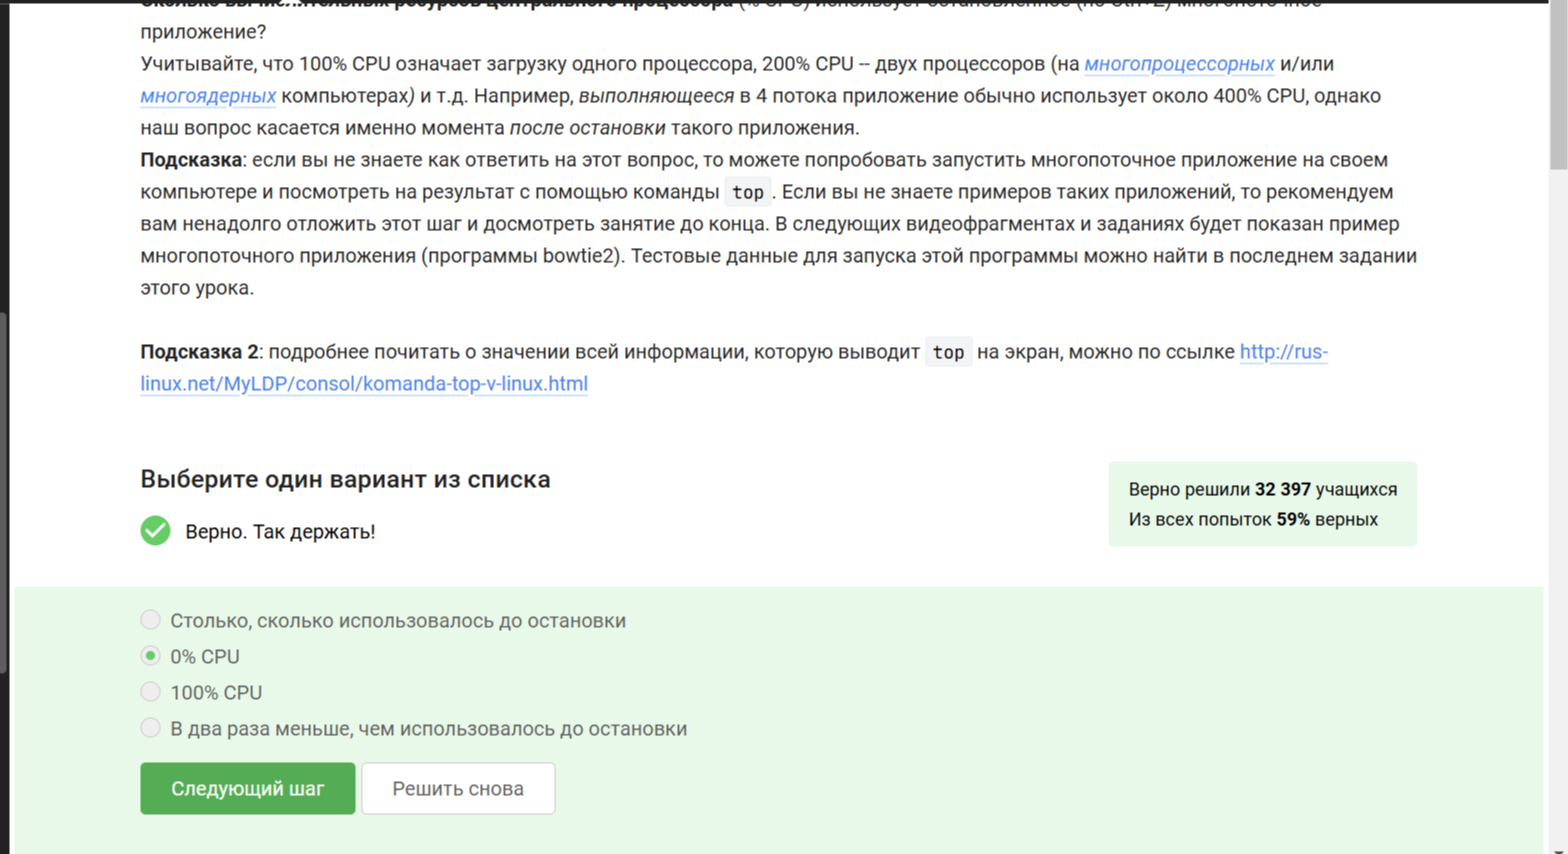 приложение?
Учитывайте, что 100% CPU означает загрузку одного процессора, 200% CPU -- двух процессоров (на многопроцессорных и/или
многоядерных компьютерах) и т.д. Например, выполняющееся в 4 потока приложение обычно использует около 400% CPU, однако
наш вопрос касается именно момента после остановки такого приложения.
Подсказка: если вы не знаете как ответить на этот вопрос, то можете попробовать запустить многопоточное приложение на своем
компьютере и посмотреть на результат с помощью команды top. Если вы не знаете примеров таких приложений, то рекомендуем
вам ненадолго отложить этот шаг и досмотреть занятие до конца. В следующих видеофрагментах и заданиях будет показан пример
многопоточного приложения (программы bowtie2). Тестовые данные для запуска этой программы можно найти в последнем задании
этого урока.
Подсказка 2: подробнее почитать о значении всей информации, которую выводит top на экран, можно по ссылке http://rus-
linux.net/MyLDP/consol/komanda-top-v-linux.html
Выберите один вариант из списка
Верно. Так держать!
Верно решили 32 397 учащихся
Из всех попыток 59% верных
Столько, сколько использовалось до остановки
0% CPU
100% CPU
В два раза меньше, чем использовалось до остановки
Следующий шаг
Решить снова